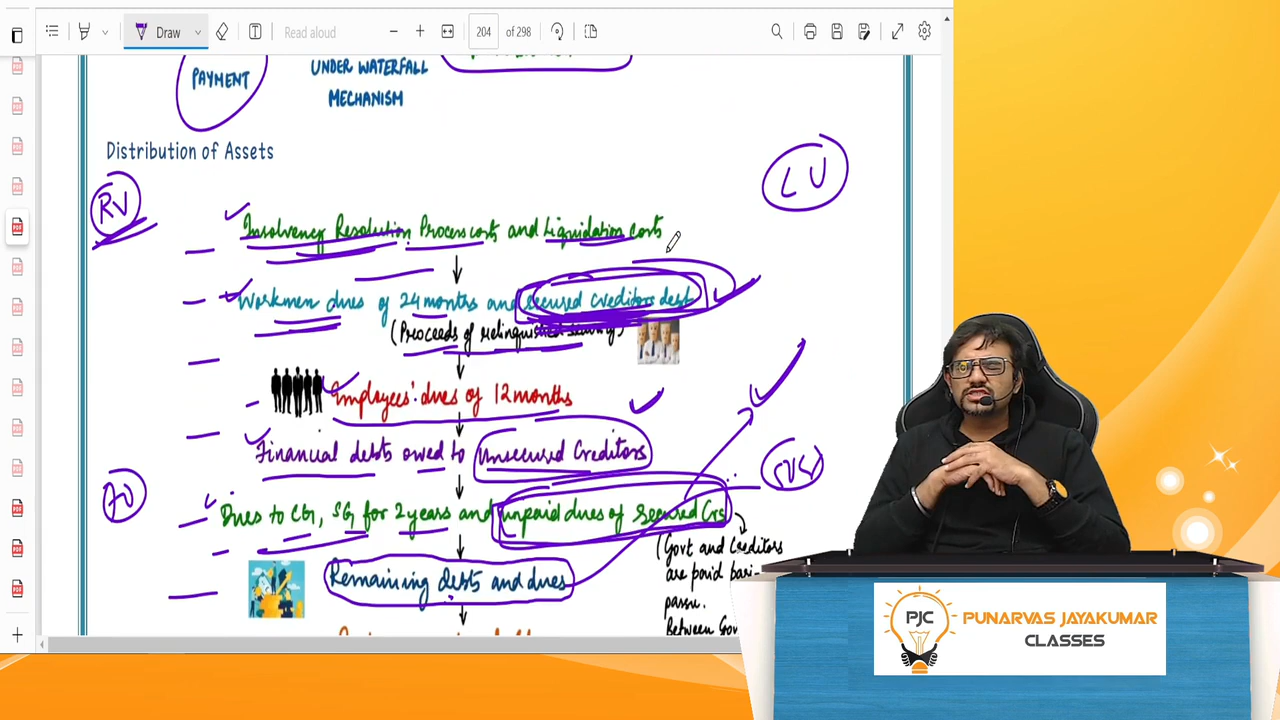 Draw
Read aloud
204 of 298
PAYMENT
UNDER WATERFALL
MECHANISM
Distribution of Assets
LU
RV
Insolvency Resolution Process costs and Liquidation costs
Workmen dues of 24 months and secured creditors debt
(Proceeds of relinquished security)
Employees' dues of 12 months
Financial debts owed to unsecured Creditors
Dues to CG, SG for 2 years and unpaid dues of secured Crs
Remaining debts and dues
(Govt and Creditors
are paid pari-
passu.
Between Gov
PJC
PUNARVAS JAYAKUMAR
CLASSES